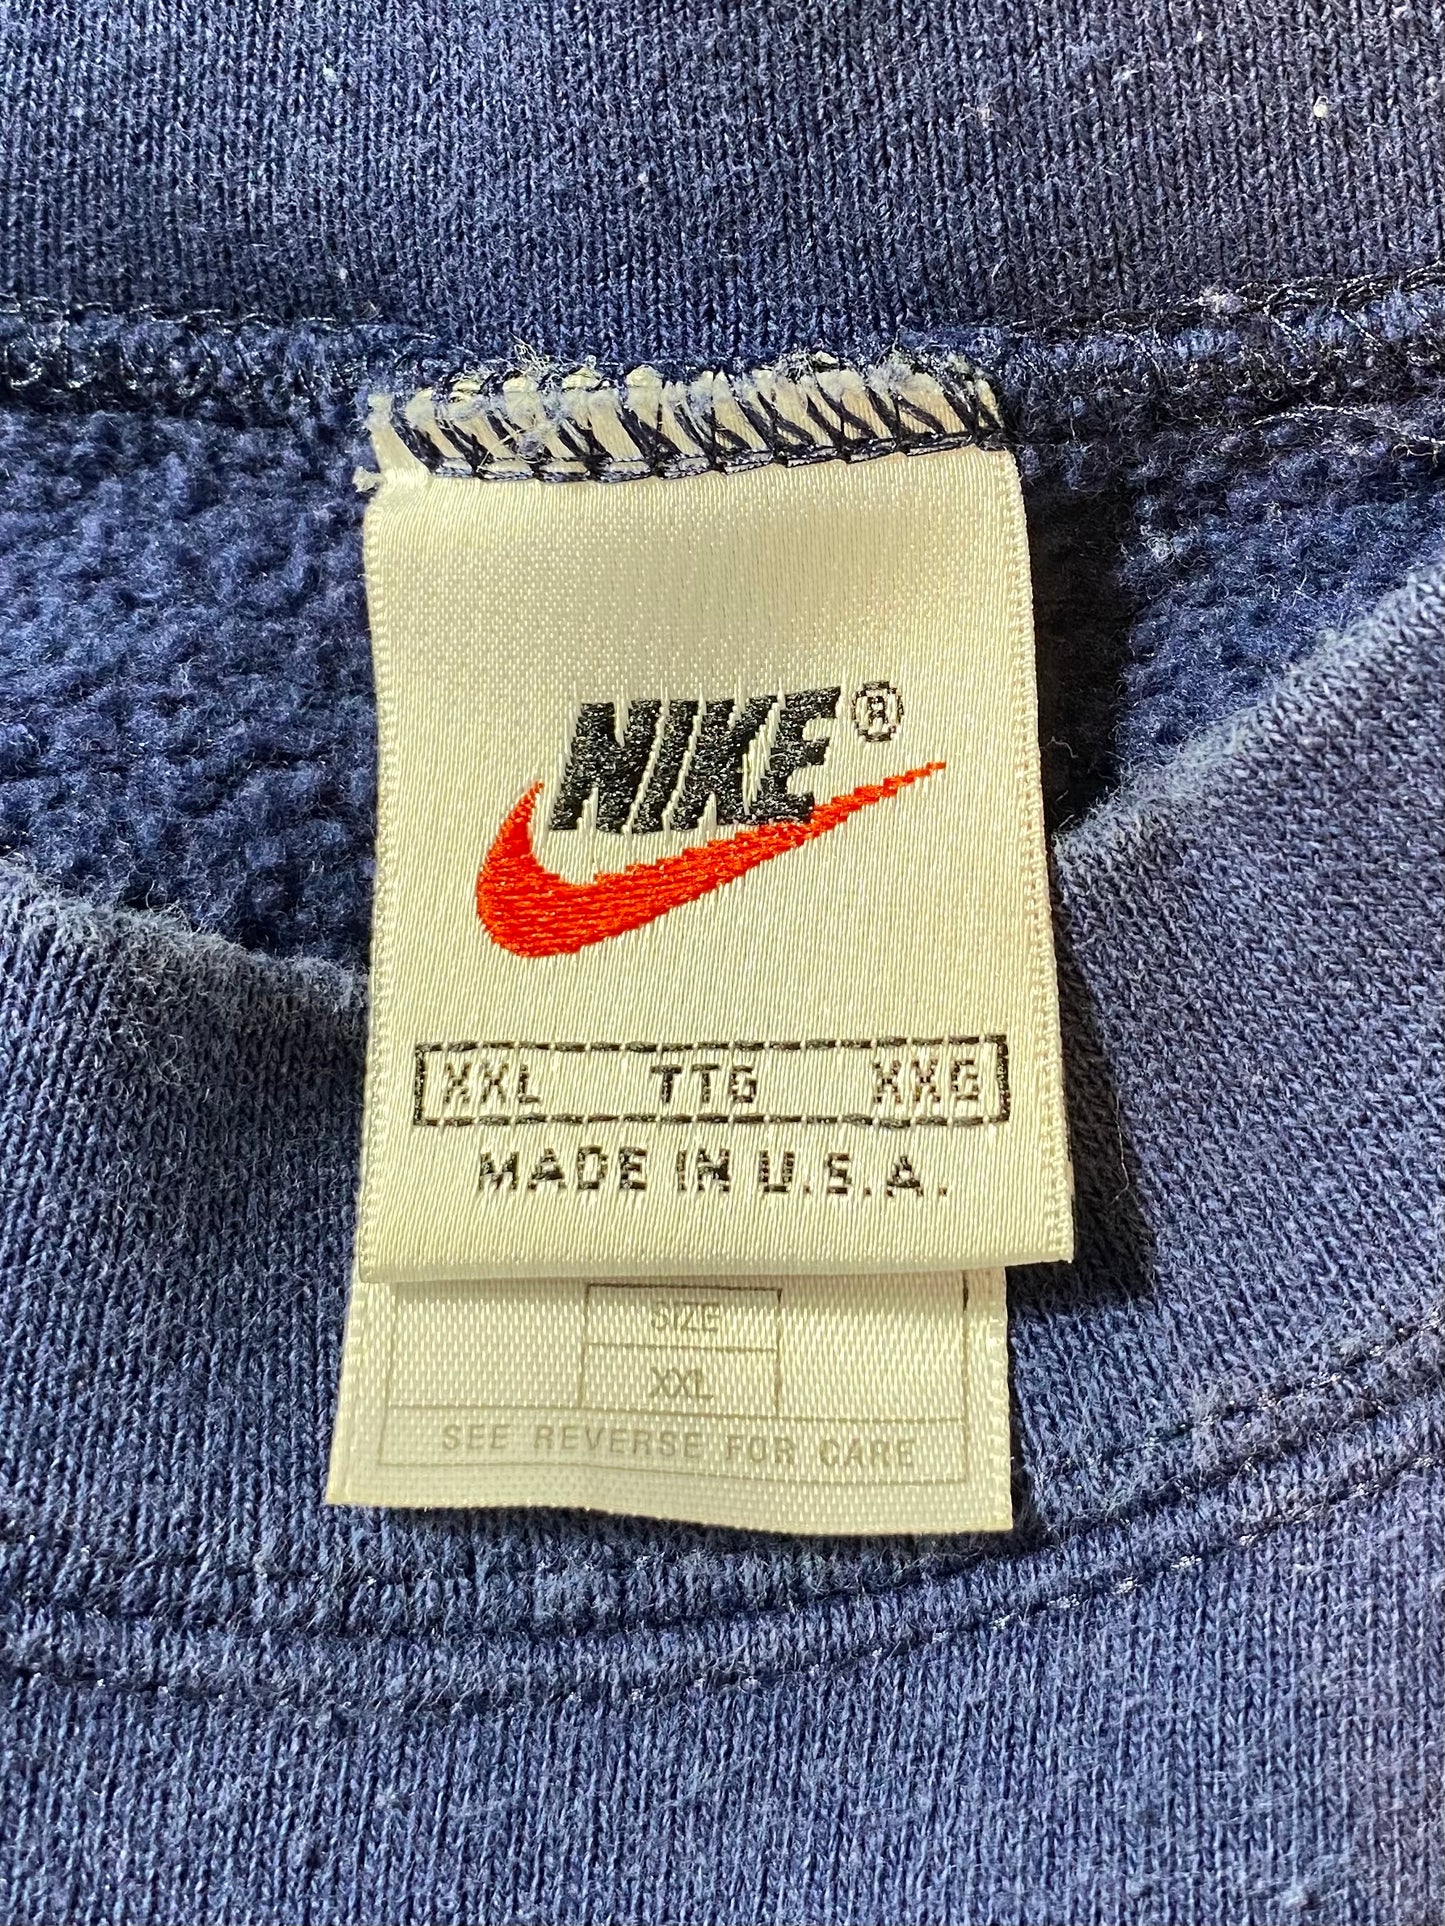 NIKE®
XXL TTG XXG
MADE IN U.S.A.
SIZE
XXL
SEE REVERSE FOR CARE